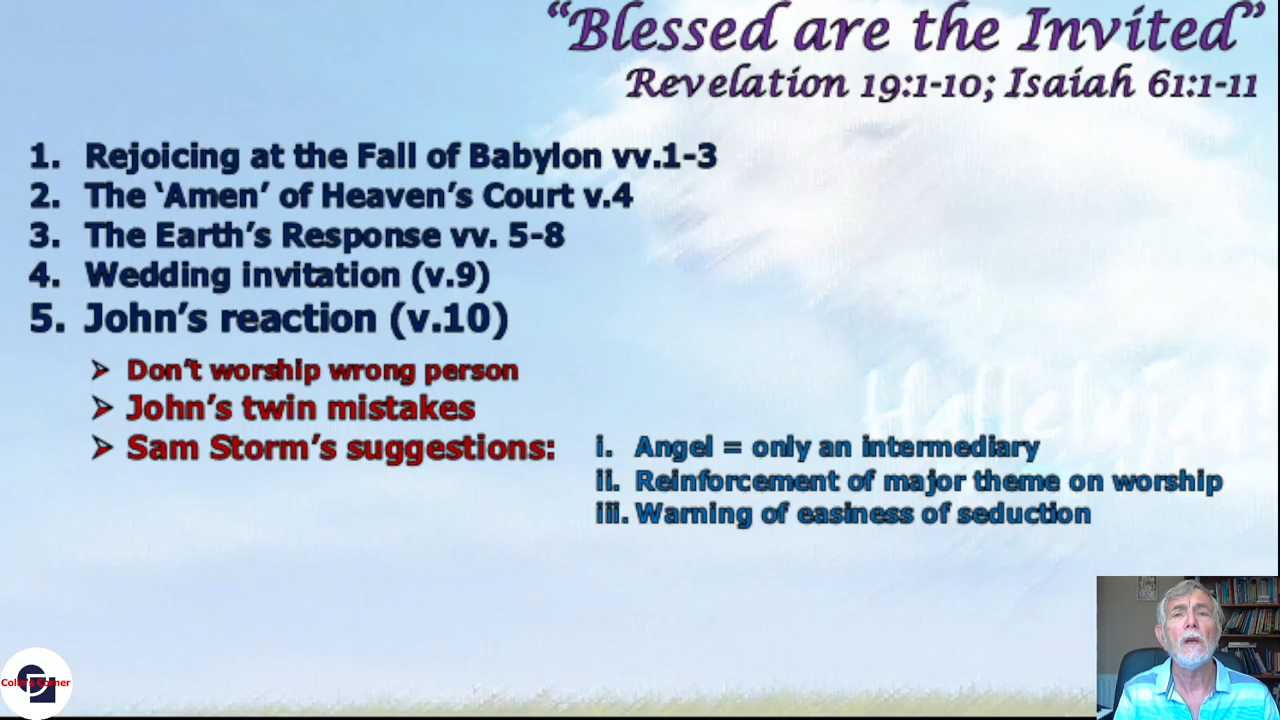 “Blessed are the Invited”
Revelation 19:1-10; Isaiah 61:1-11
1. Rejoicing at the Fall of Babylon vv.1-3
2. The ‘Amen’ of Heaven’s Court v.4
3. The Earth’s Response vv. 5-8
4. Wedding invitation (v.9)
5. John’s reaction (v.10)
➢ Don’t worship wrong person
➢ John’s twin mistakes
➢ Sam Storm’s suggestions:
i. Angel = only an intermediary
ii. Reinforcement of major theme on worship
iii. Warning of easiness of seduction
Hallelujah
Corner